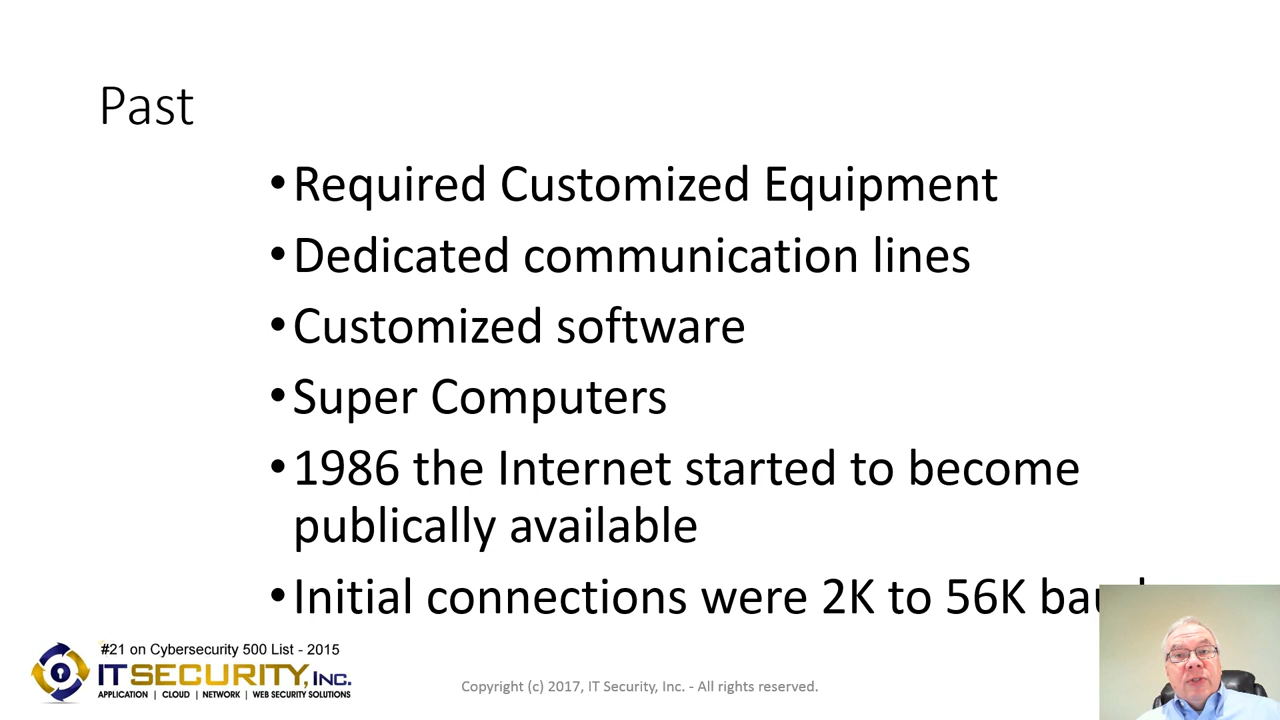 Past
•Required Customized Equipment
•Dedicated communication lines
•Customized software
•Super Computers
•1986 the Internet started to become
publically available
•Initial connections were 2K to 56K
#21 on Cybersecurity 500 List - 2015
IT SECURITY, INC.
APPLICATION | CLOUD | NETWORK | WEB SECURITY SOLUTIONS
Copyright (c) 2017, IT Security, Inc. - All rights reserved.